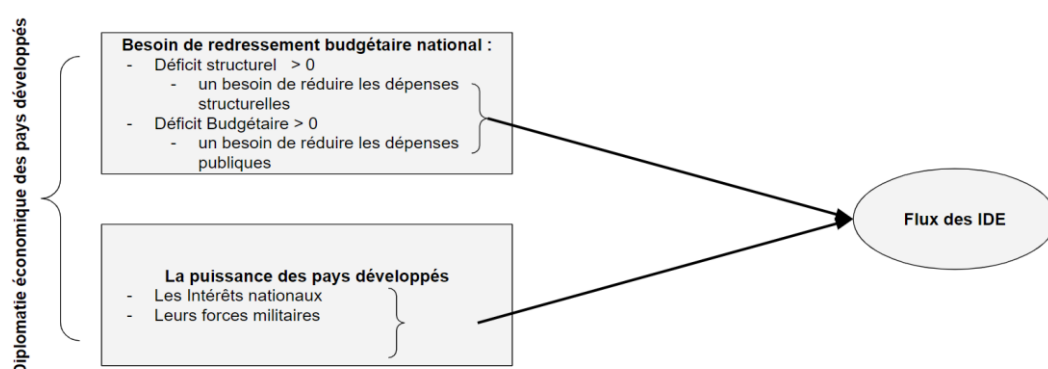 Diplomatie économique des pays développés
Besoin de redressement budgétaire national :
- Déficit structurel > 0
- un besoin de réduire les dépenses
structurelles
- Déficit Budgétaire > 0
- un besoin de réduire les dépenses
publiques
La puissance des pays développés
- Les Intérêts nationaux
- Leurs forces militaires
Flux des IDE